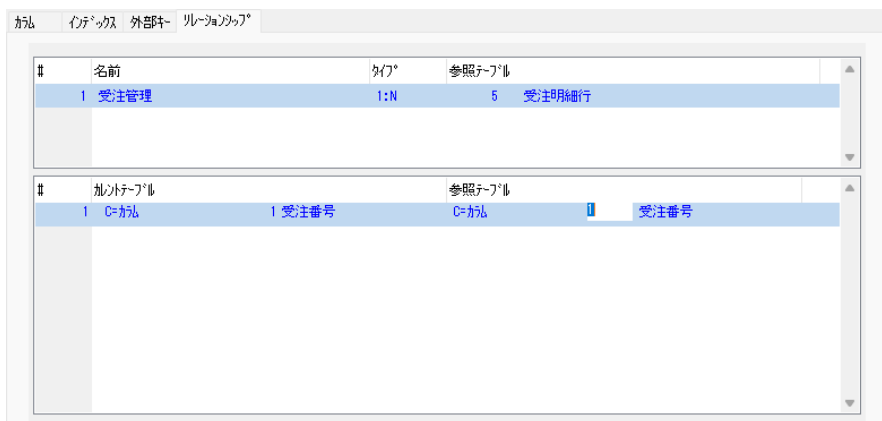 ｶﾗﾑ ｲﾝﾃﾞｯｸｽ 外部ｷｰ ﾘﾚｰｼｮﾝｼｯﾌﾟ
# 名前 ﾀｲﾌﾟ 参照ﾃｰﾌﾞﾙ
1 受注管理 1:N 5 受注明細行
# ｶﾚﾝﾄﾃｰﾌﾞﾙ 参照ﾃｰﾌﾞﾙ
1 C=ｶﾗﾑ 1 受注番号 C=ｶﾗﾑ 1 受注番号